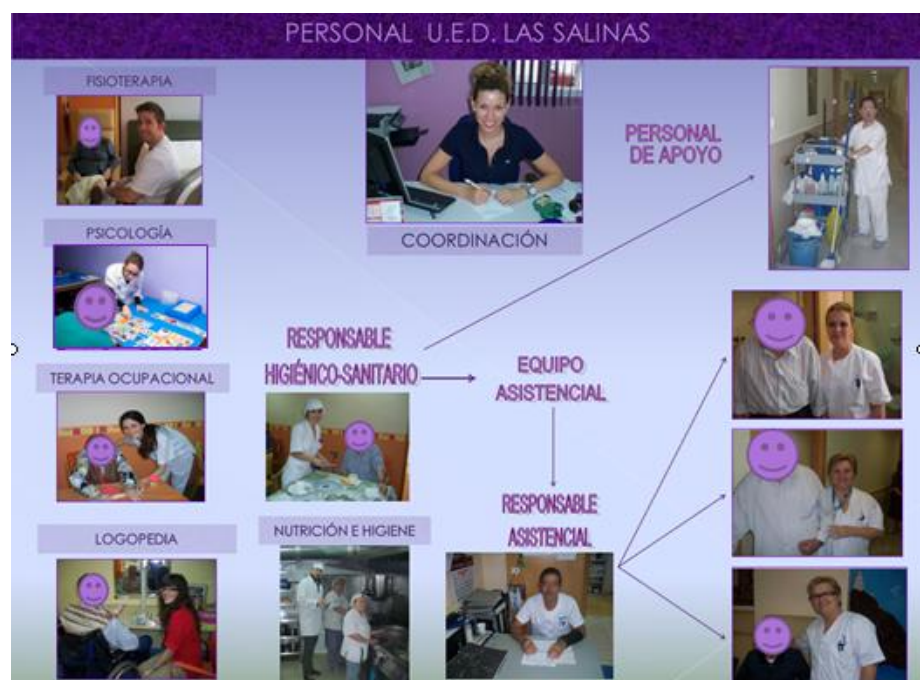 PERSONAL U.E.D. LAS SALINAS
FISIOTERAPIA
COORDINACIÓN
PERSONAL
DE APOYO
PSICOLOGÍA
RESPONSABLE
HIGIÉNICO-SANITARIO
EQUIPO
ASISTENCIAL
TERAPIA OCUPACIONAL
RESPONSABLE
ASISTENCIAL
LOGOPEDIA
NUTRICIÓN E HIGIENE